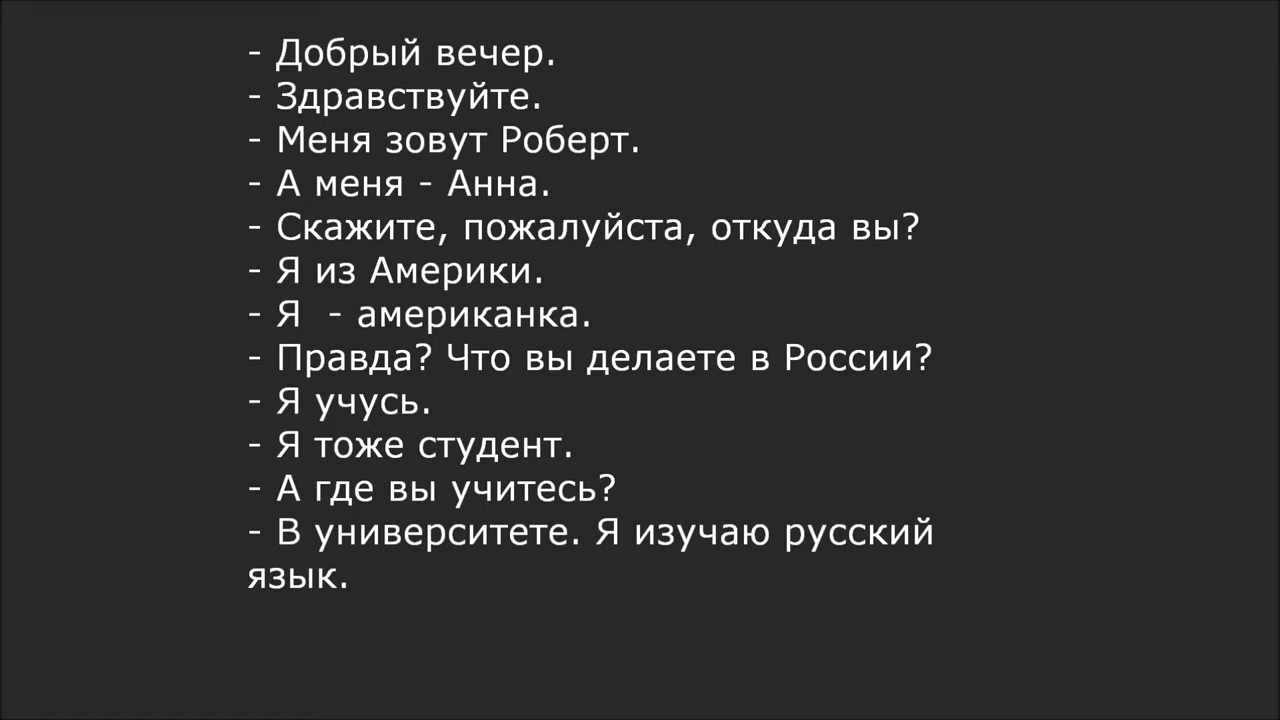 - Добрый вечер.
- Здравствуйте.
- Меня зовут Роберт.
- А меня - Анна.
- Скажите, пожалуйста, откуда вы?
- Я из Америки.
- Я  - американка.
- Правда? Что вы делаете в России?
- Я учусь.
- Я тоже студент.
- А где вы учитесь?
- В университете. Я изучаю русский
язык.